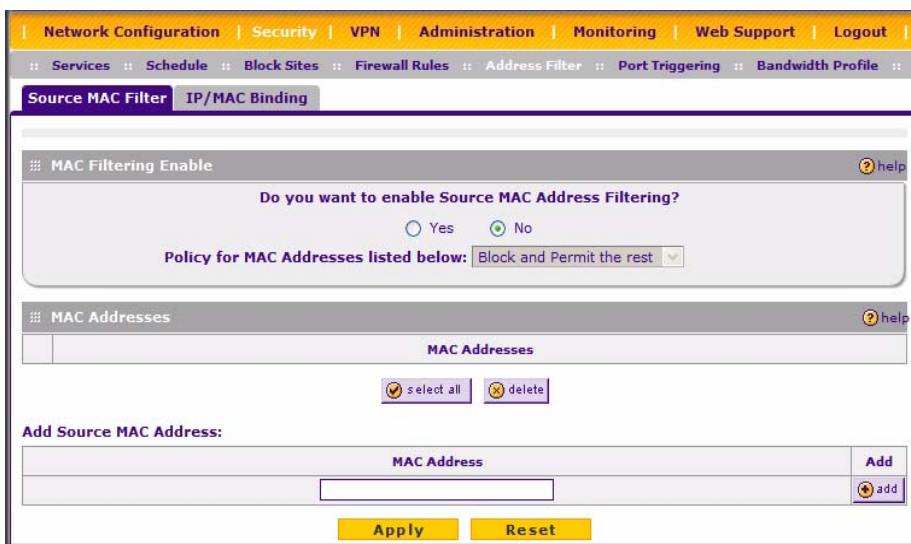 | Network Configuration | Security | VPN | Administration | Monitoring | Web Support | Logout |
:: Services :: Schedule :: Block Sites :: Firewall Rules :: Address Filter :: Port Triggering :: Bandwidth Profile ::
Source MAC Filter IP/MAC Binding
MAC Filtering Enable ? help
Do you want to enable Source MAC Address Filtering?
Yes No
Policy for MAC Addresses listed below: Block and Permit the rest
MAC Addresses ? help
MAC Addresses
select all delete
Add Source MAC Address:
MAC Address Add
add
Apply Reset